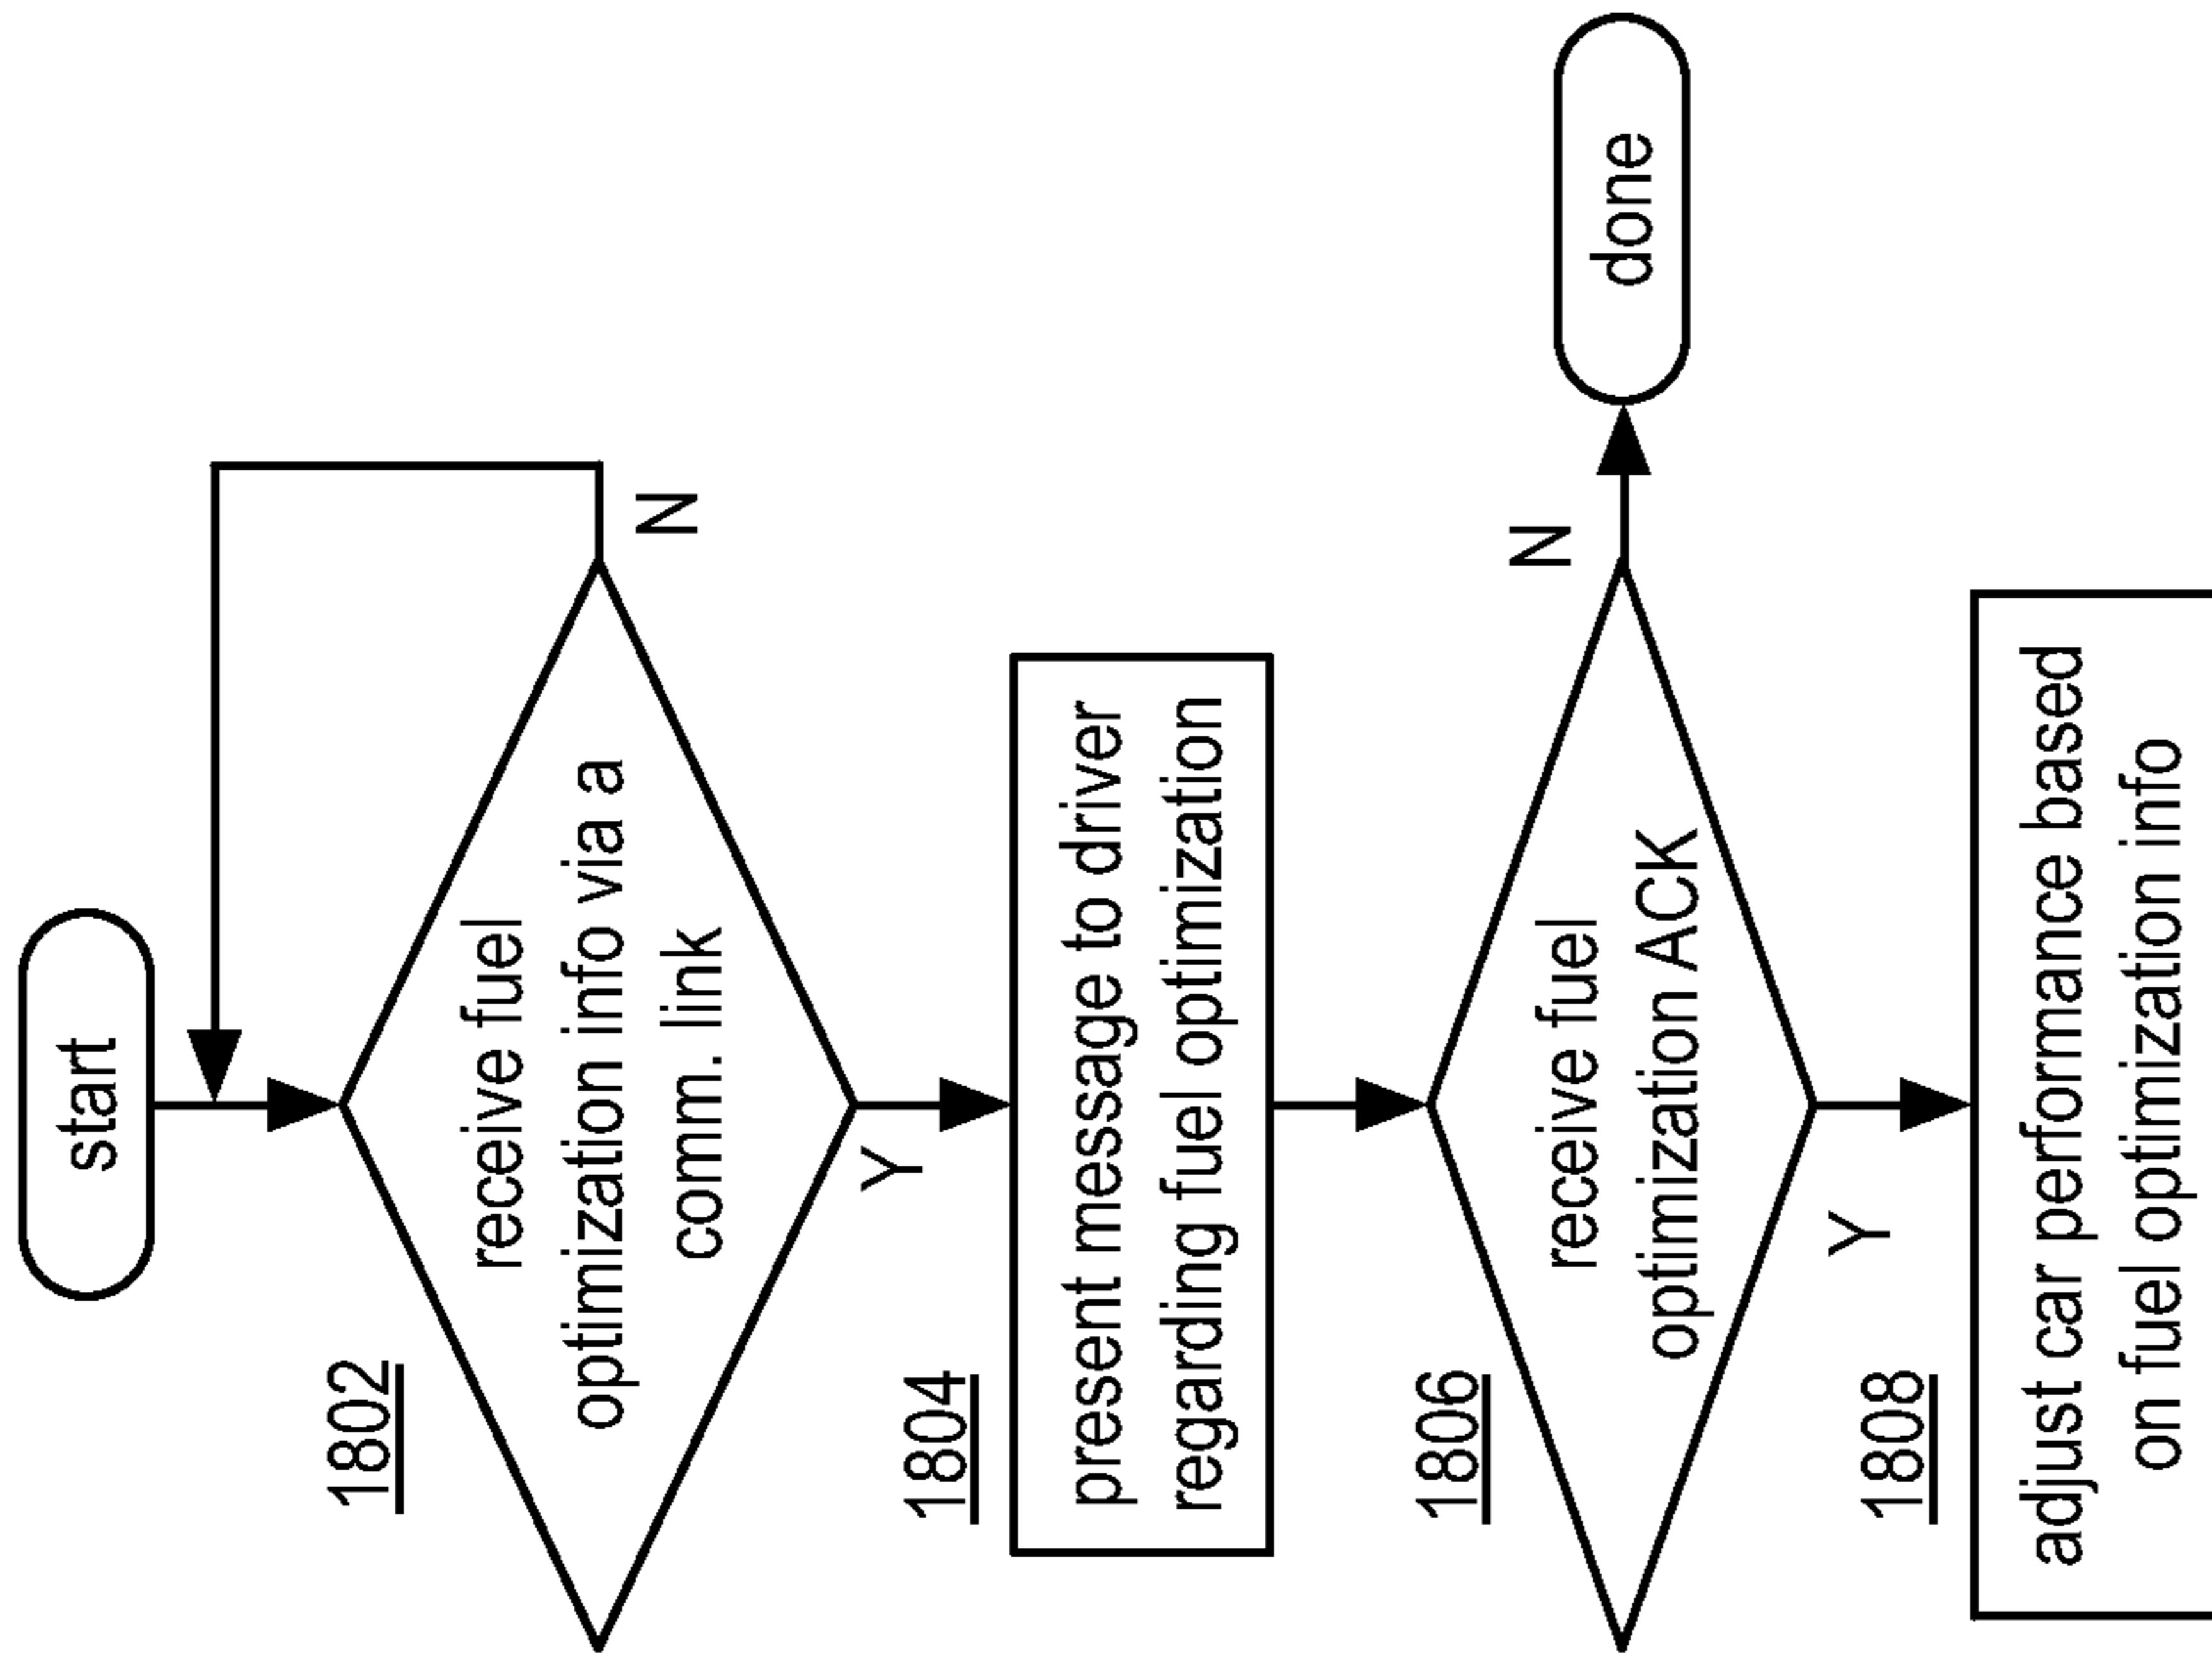 start
1802
receive fuel
optimization info via a
comm. link
N
Y
1804
present message to driver
regarding fuel optimization
1806
receive fuel
optimization ACK
N
done
Y
1808
adjust car performance based
on fuel optimization info